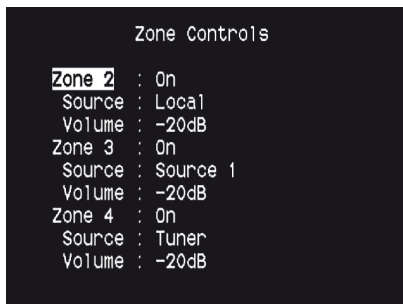 Zone Controls
Zone 2 : On
Source : Local
Volume : -20dB
Zone 3 : On
Source : Source 1
Volume : -20dB
Zone 4 : On
Source : Tuner
Volume : -20dB